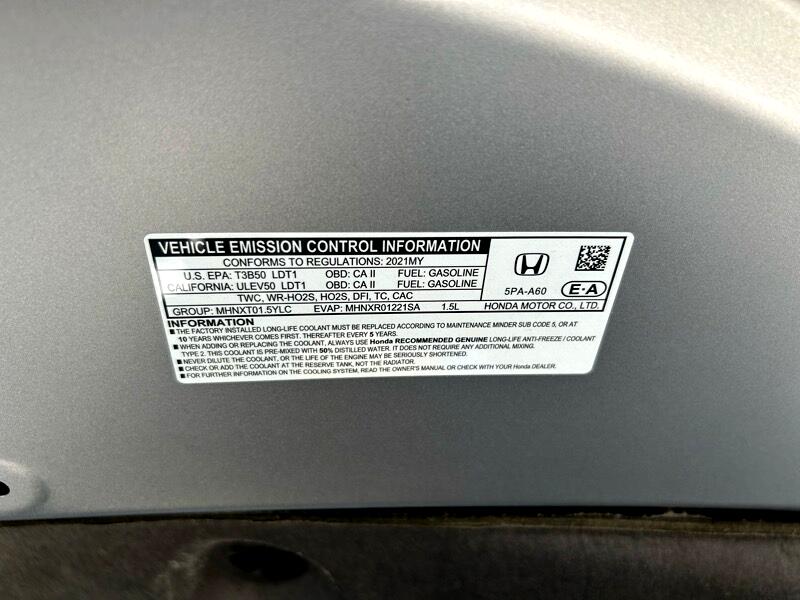 VEHICLE EMISSION CONTROL INFORMATION
CONFORMS TO REGULATIONS: 2021MY
U.S. EPA: T3B50 LDT1 OBD: CA II FUEL: GASOLINE
CALIFORNIA: ULEV50 LDT1 OBD: CA II FUEL: GASOLINE
TWC, WR-HO2S, HO2S, DFI, TC, CAC
GROUP: MHNXT01.5YLC EVAP: MHNXR01221SA 1.5L
5PA-A60 E·A
HONDA MOTOR CO., LTD.
INFORMATION
■ THE FACTORY INSTALLED LONG-LIFE COOLANT MUST BE REPLACED ACCORDING TO MAINTENANCE MINDER SUB CODE 5, OR AT
10 YEARS WHICHEVER COMES FIRST. THEREAFTER EVERY 5 YEARS.
■ WHEN ADDING OR REPLACING THE COOLANT, ALWAYS USE Honda RECOMMENDED GENUINE LONG-LIFE ANTI-FREEZE / COOLANT
TYPE 2. THIS COOLANT IS PRE-MIXED WITH 50% DISTILLED WATER. IT DOES NOT REQUIRE ANY ADDITIONAL MIXING.
■ NEVER DILUTE THE COOLANT, OR THE LIFE OF THE ENGINE MAY BE SERIOUSLY SHORTENED.
■ CHECK OR ADD THE COOLANT AT THE RESERVE TANK, NOT THE RADIATOR.
■ FOR FURTHER INFORMATION ON THE COOLING SYSTEM, READ THE OWNER'S MANUAL OR CHECK WITH YOUR Honda DEALER.